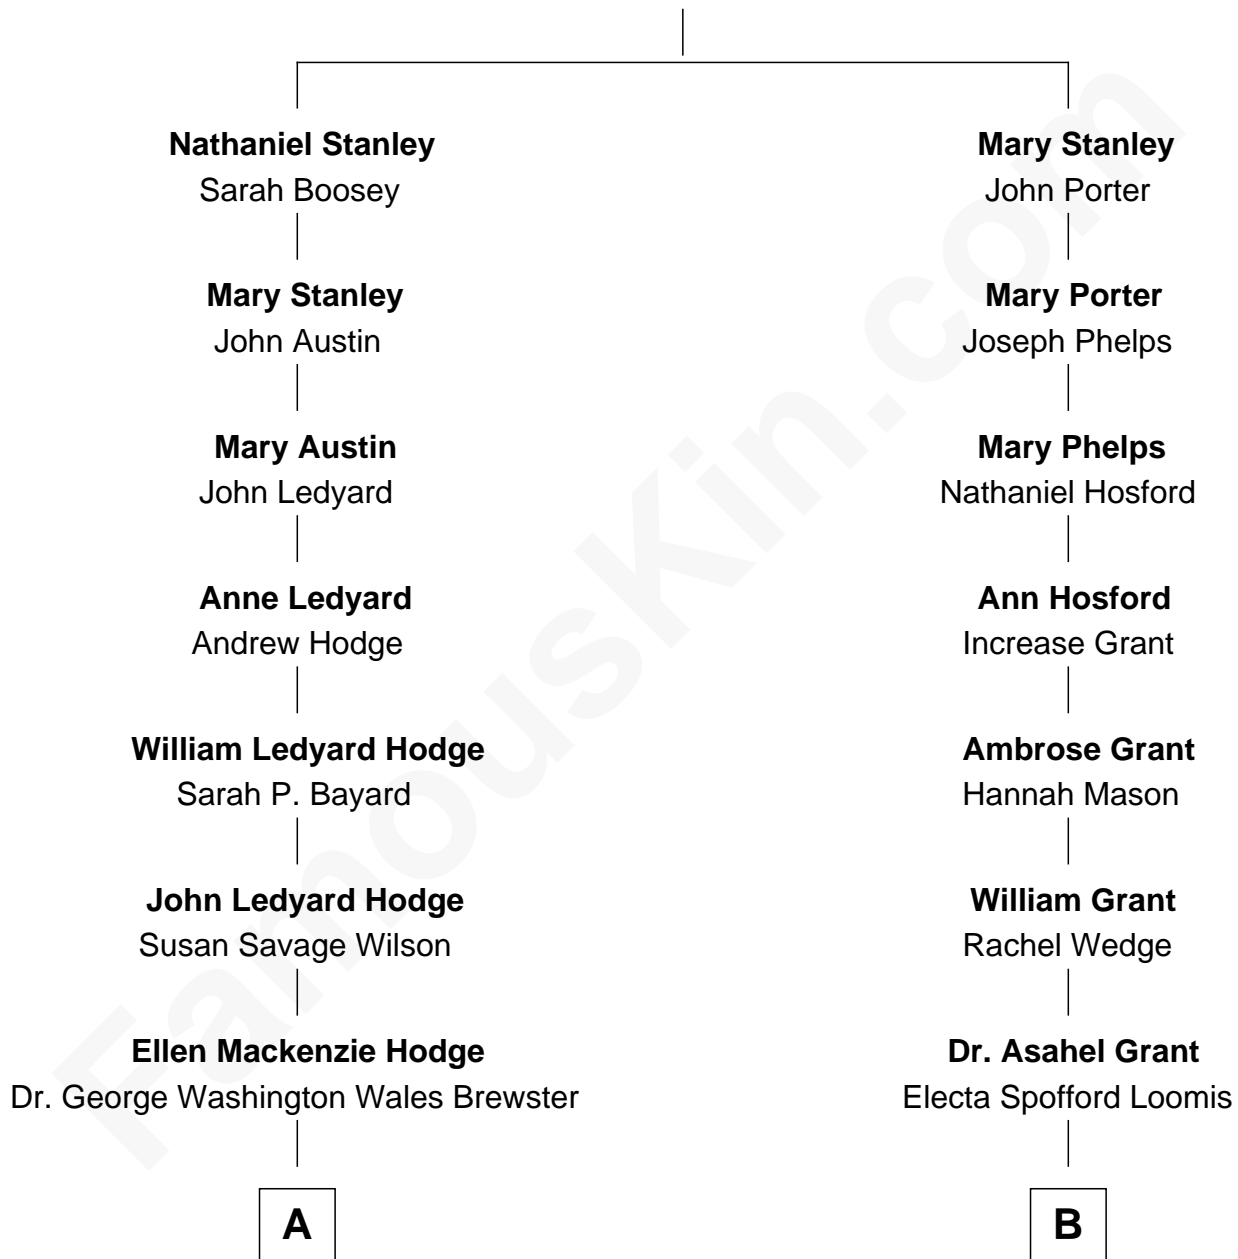 Nathaniel Stanley
Sarah Boosey
Mary Stanley
John Austin
Mary Austin
John Ledyard
Anne Ledyard
Andrew Hodge
William Ledyard Hodge
Sarah P. Bayard
John Ledyard Hodge
Susan Savage Wilson
Ellen Mackenzie Hodge
Dr. George Washington Wales Brewster
A
Mary Stanley
John Porter
Mary Porter
Joseph Phelps
Mary Phelps
Nathaniel Hosford
Ann Hosford
Increase Grant
Ambrose Grant
Hannah Mason
William Grant
Rachel Wedge
Dr. Asahel Grant
Electa Spofford Loomis
B
FamousKin.com